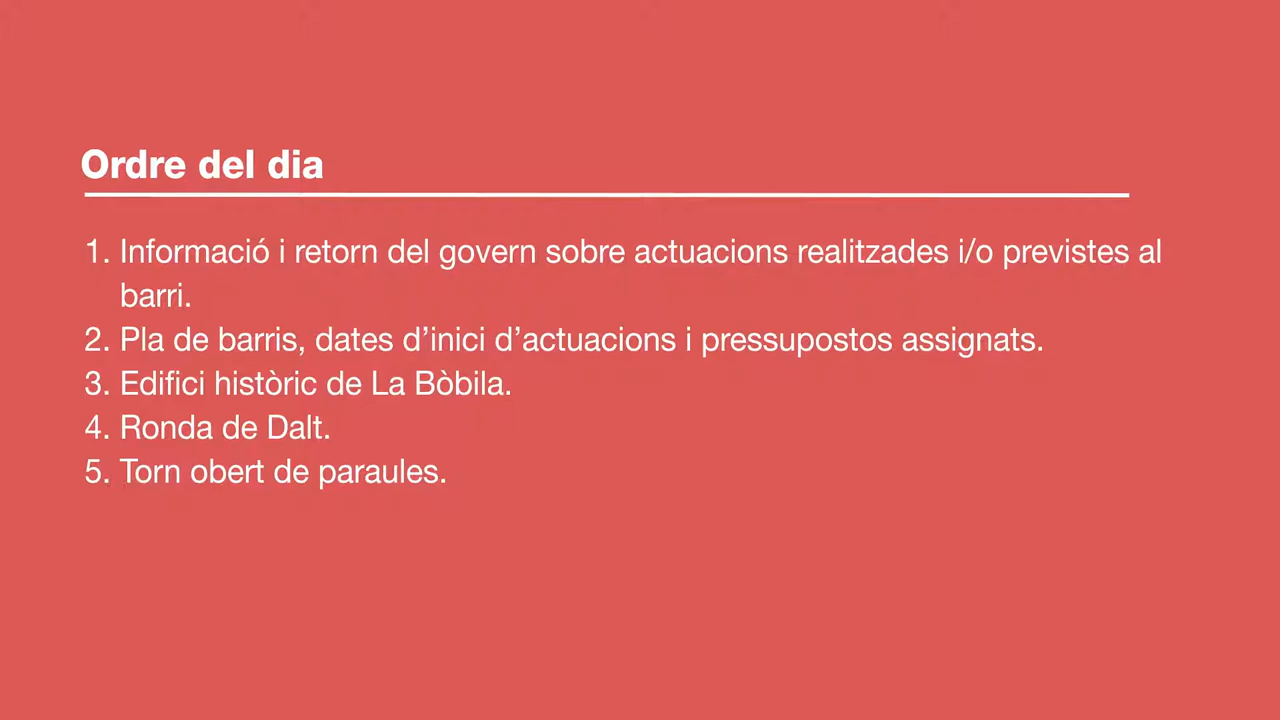 Ordre del dia
1. Informació i retorn del govern sobre actuacions realitzades i/o previstes al
barri.
2. Pla de barris, dates d’inici d’actuacions i pressupostos assignats.
3. Edifici històric de La Bòbila.
4. Ronda de Dalt.
5. Torn obert de paraules.